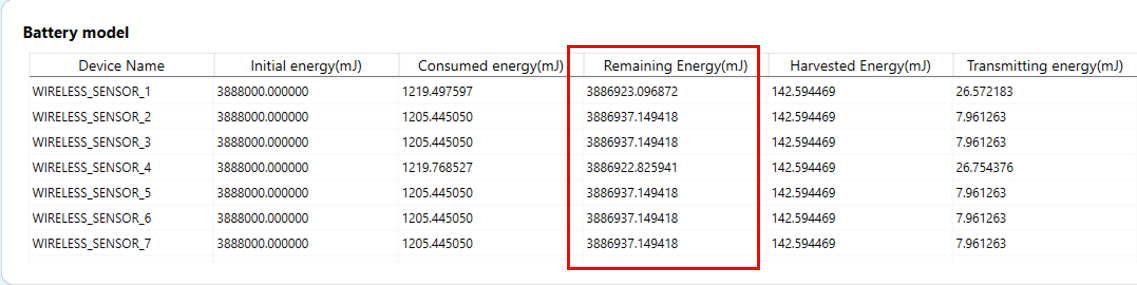 Battery model
Device Name Initial energy(mJ) Consumed energy(mJ) Remaining Energy(mJ) Harvested Energy(mJ) Transmitting energy(mJ)
WIRELESS_SENSOR_1 3888000.000000 1219.497597 3886923.096872 142.594469 26.572183
WIRELESS_SENSOR_2 3888000.000000 1205.445050 3886937.149418 142.594469 7.961263
WIRELESS_SENSOR_3 3888000.000000 1205.445050 3886937.149418 142.594469 7.961263
WIRELESS_SENSOR_4 3888000.000000 1219.768527 3886922.825941 142.594469 26.754376
WIRELESS_SENSOR_5 3888000.000000 1205.445050 3886937.149418 142.594469 7.961263
WIRELESS_SENSOR_6 3888000.000000 1205.445050 3886937.149418 142.594469 7.961263
WIRELESS_SENSOR_7 3888000.000000 1205.445050 3886937.149418 142.594469 7.961263